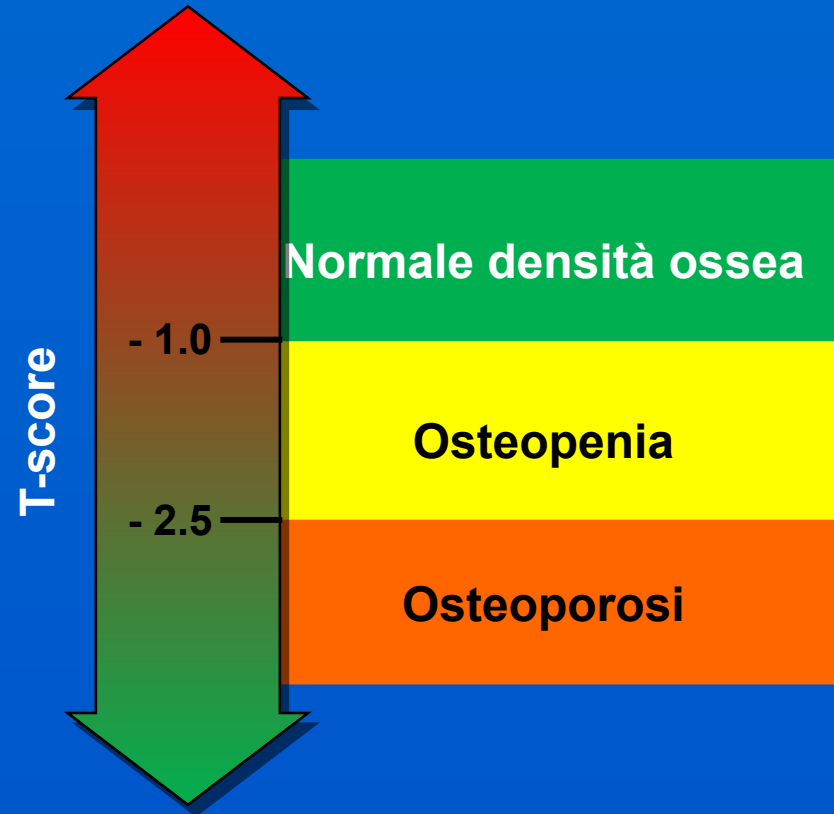 T-score
Normale densità ossea
- 1.0
Osteopenia
- 2.5
Osteoporosi